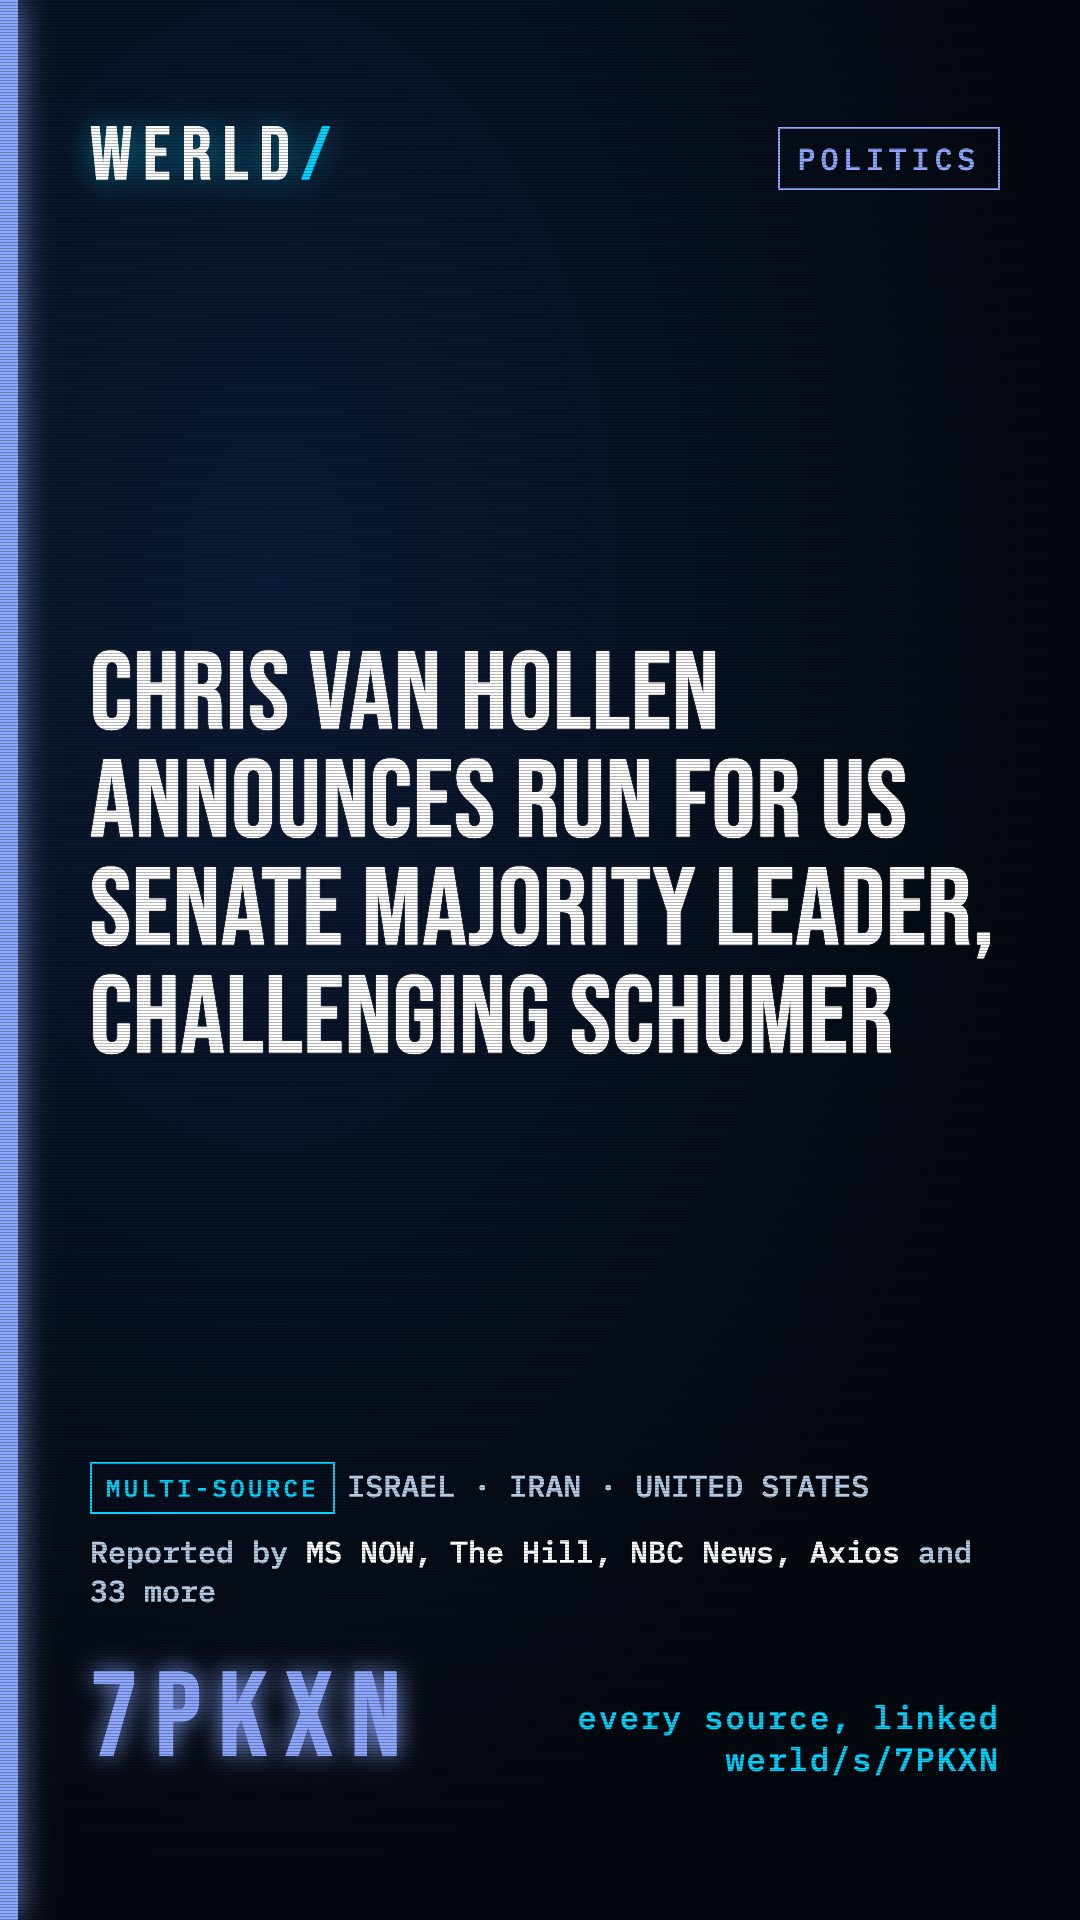 WERLD/
POLITICS
CHRIS VAN HOLLEN
ANNOUNCES RUN FOR US
SENATE MAJORITY LEADER,
CHALLENGING SCHUMER
MULTI-SOURCE ISRAEL · IRAN · UNITED STATES
Reported by MS NOW, The Hill, NBC News, Axios and
33 more
7PKXN
every source, linked
werld/s/7PKXN